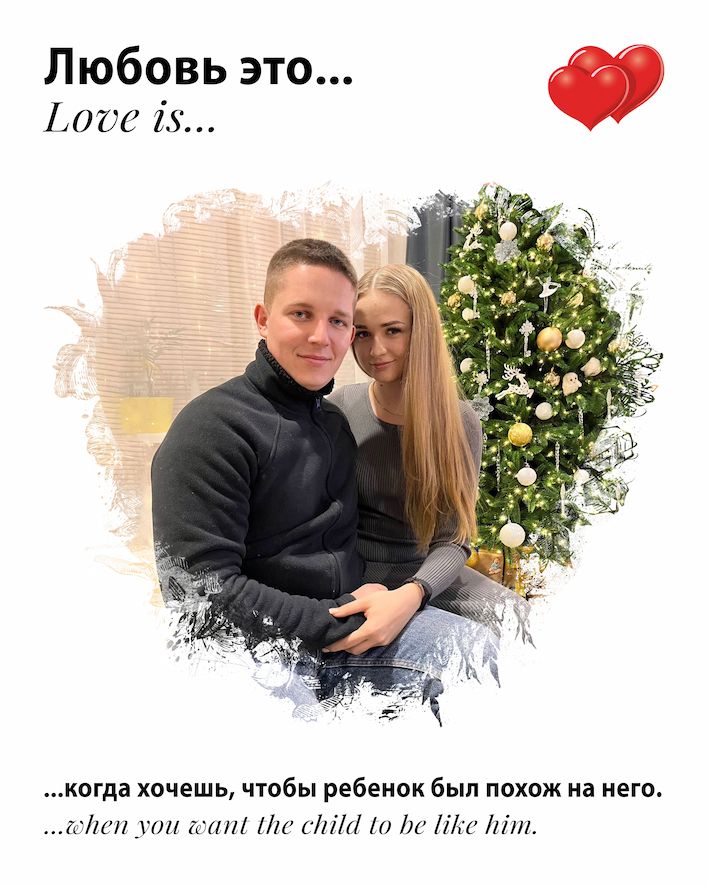 Любовь это...
Love is...
...когда хочешь, чтобы ребенок был похож на него.
...when you want the child to be like him.